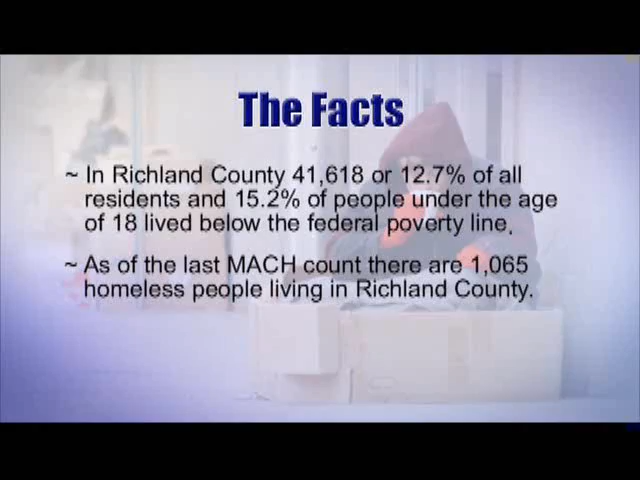 The Facts
~ In Richland County 41,618 or 12.7% of all
residents and 15.2% of people under the age
of 18 lived below the federal poverty line.
~ As of the last MACH count there are 1,065
homeless people living in Richland County.